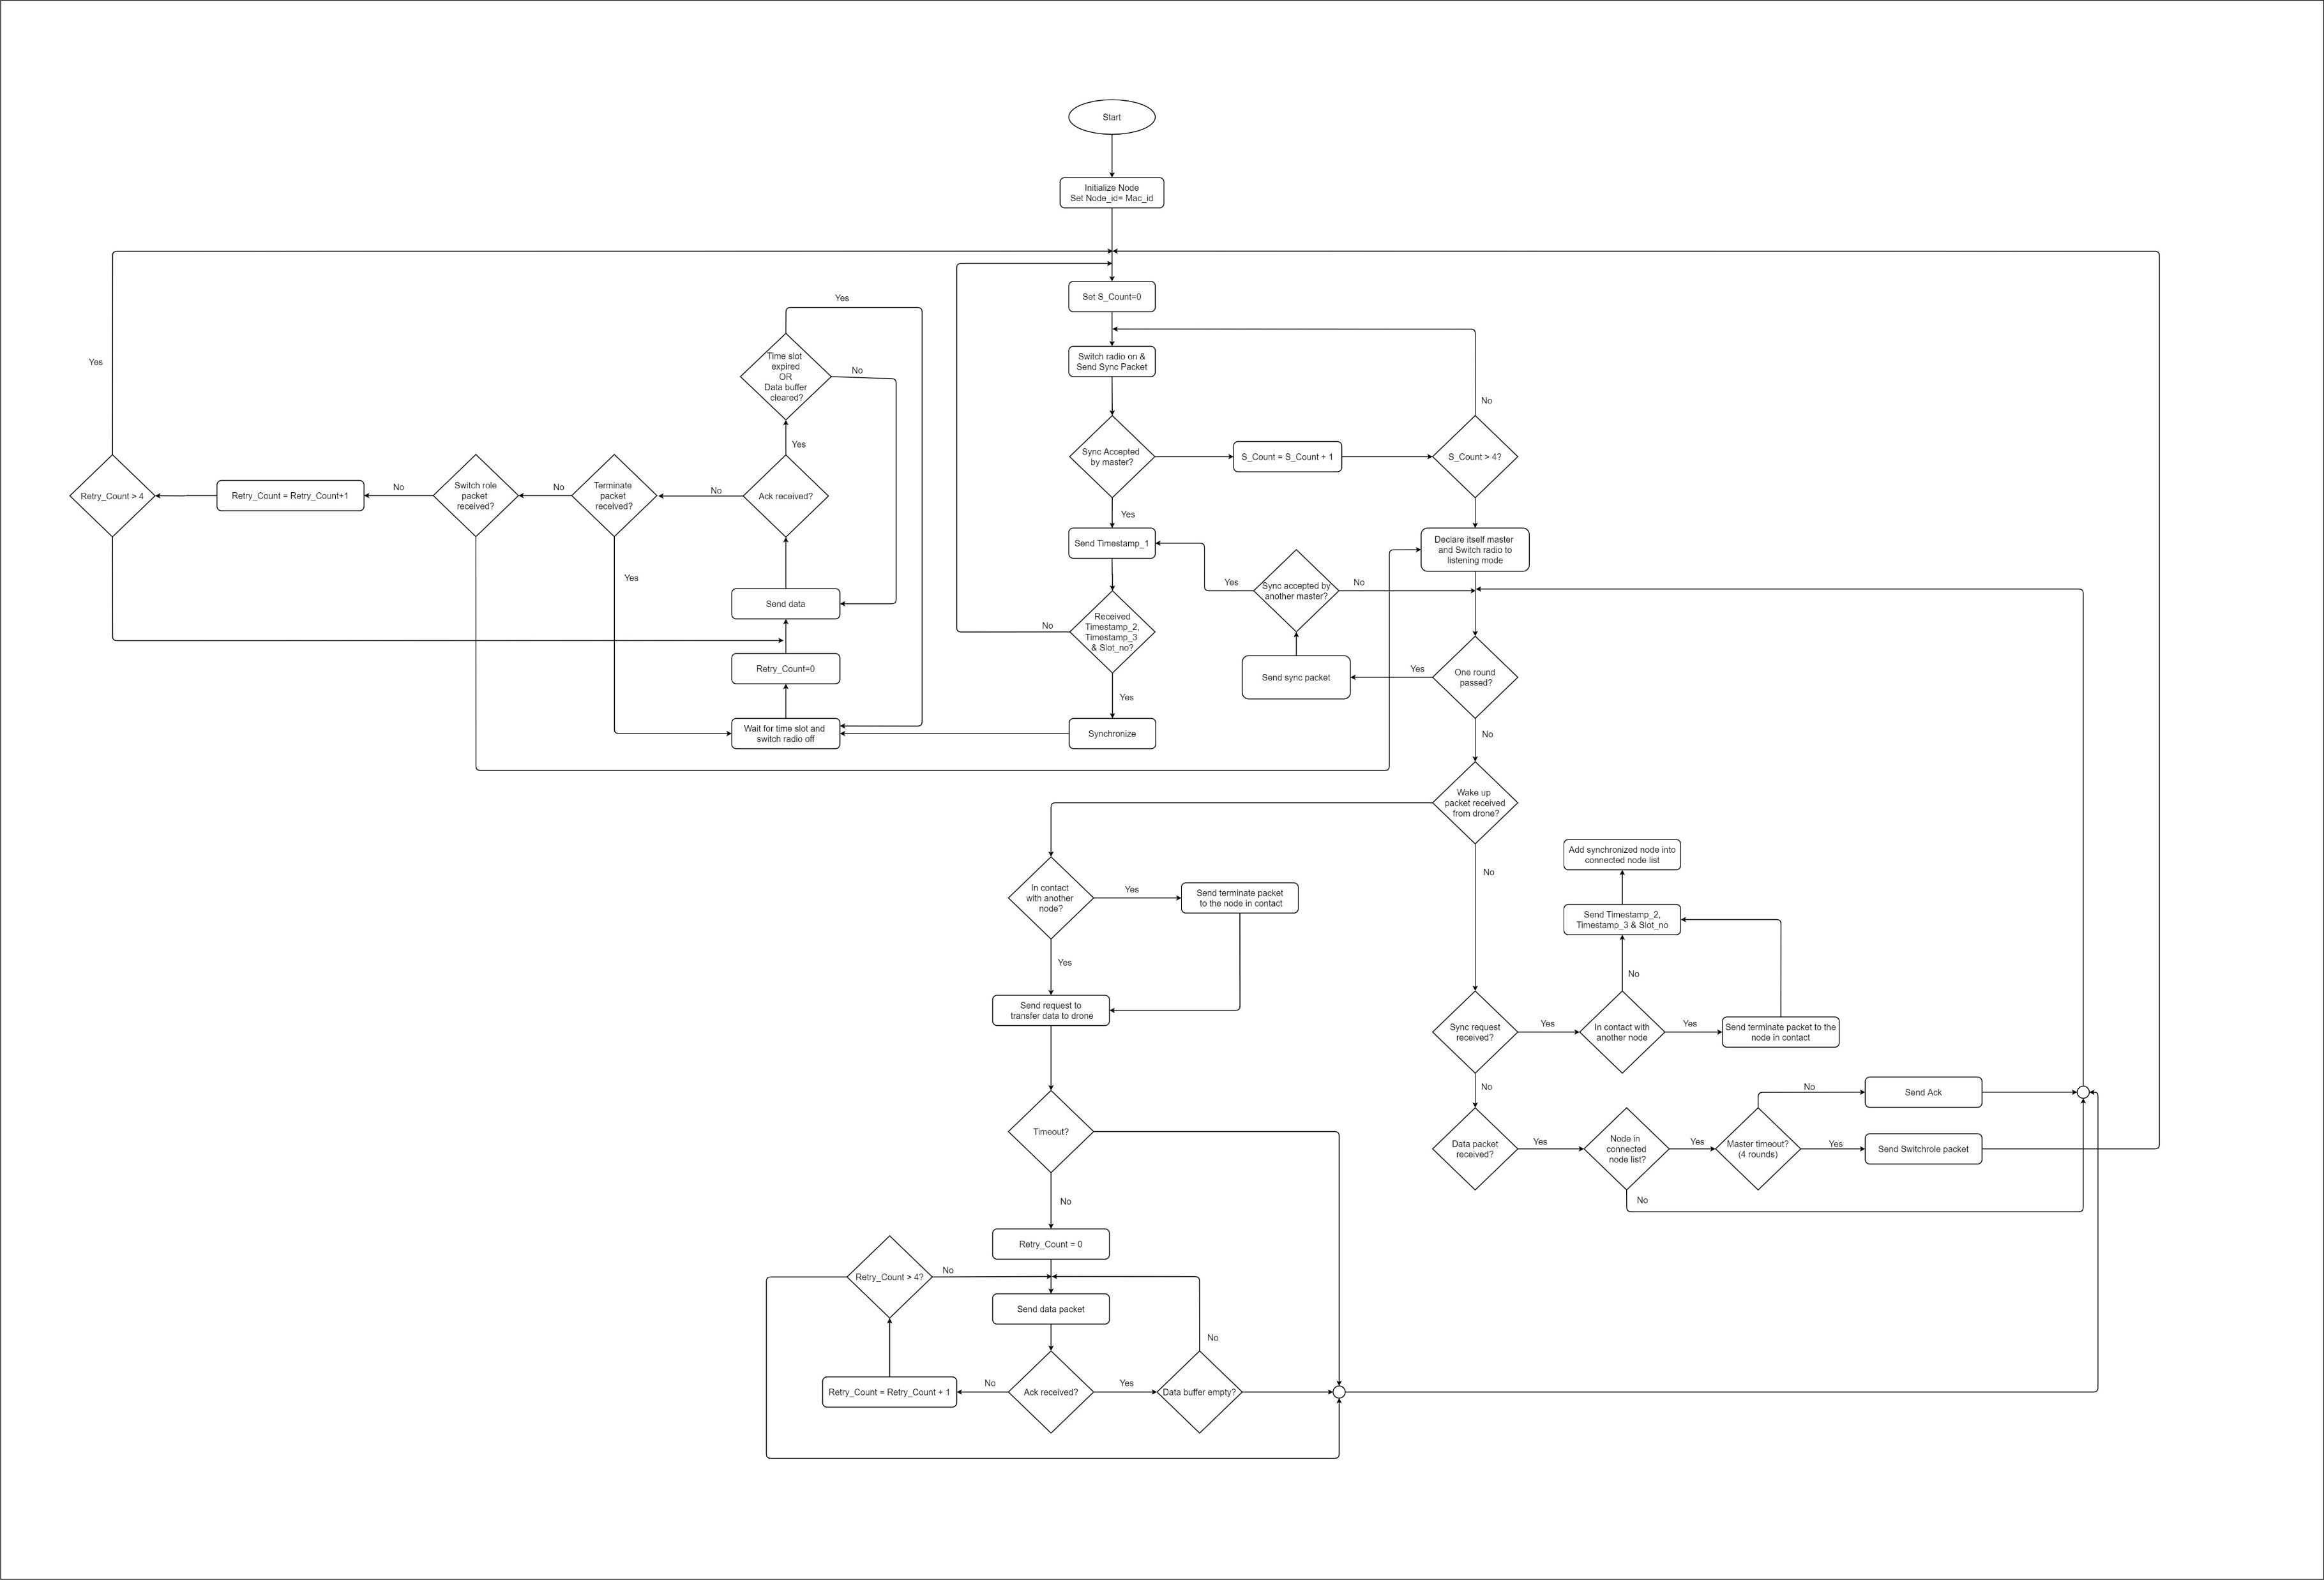 Start
Initialize Node
Set Node_id= Mac_id
Set S_Count=0
Yes
Switch radio on &
Send Sync Packet
Time slot
expired
OR
Data buffer
cleared?
No
Yes
No
Yes
Sync Accepted
by master?
S_Count = S_Count + 1
S_Count > 4?
Retry_Count > 4
Retry_Count = Retry_Count+1
No
Switch role
packet
received?
No
Terminate
packet
received?
No
Ack received?
Yes
Send Timestamp_1
Declare itself master
and Switch radio to
listening mode
Yes
Yes
Sync accepted by
another master?
No
Send data
No
Received
Timestamp_2,
Timestamp_3
& Slot_no?
Retry_Count=0
Send sync packet
Yes
One round
passed?
Yes
Wait for time slot and
switch radio off
Synchronize
No
Wake up
packet received
from drone?
Add synchronized node into
connected node list
No
In contact
with another
node?
Yes
Send terminate packet
to the node in contact
Send Timestamp_2,
Timestamp_3 & Slot_no
Yes
No
Send request to
transfer data to drone
Sync request
received?
Yes
In contact with
another node
Yes
Send terminate packet to the
node in contact
No
No
Send Ack
Timeout?
Data packet
received?
Yes
Node in
connected
node list?
Yes
Master timeout?
(4 rounds)
Yes
Send Switchrole packet
No
No
Retry_Count = 0
Retry_Count > 4?
No
Send data packet
No
Retry_Count = Retry_Count + 1
No
Ack received?
Yes
Data buffer empty?